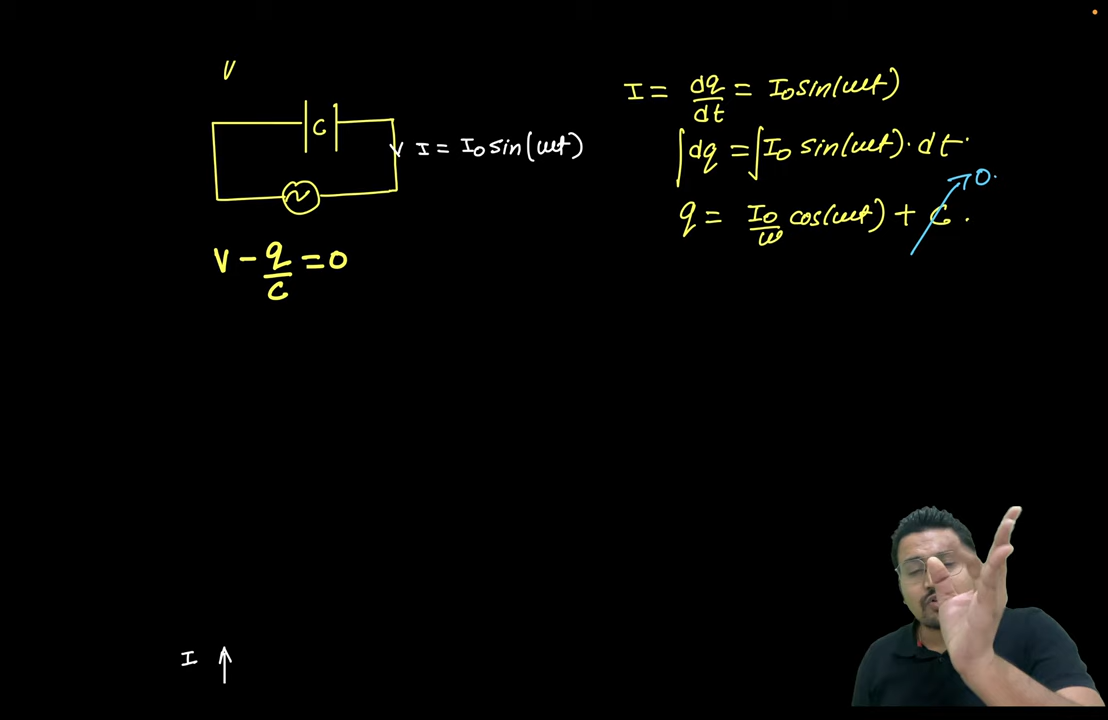 V
C
I = I₀ sin(ωt)
V - q/C = 0
I = dq/dt = I₀ sin(ωt)
∫dq = ∫I₀ sin(ωt)· dt·
q = I₀/ω cos(ωt) + C .
0.
I ↑